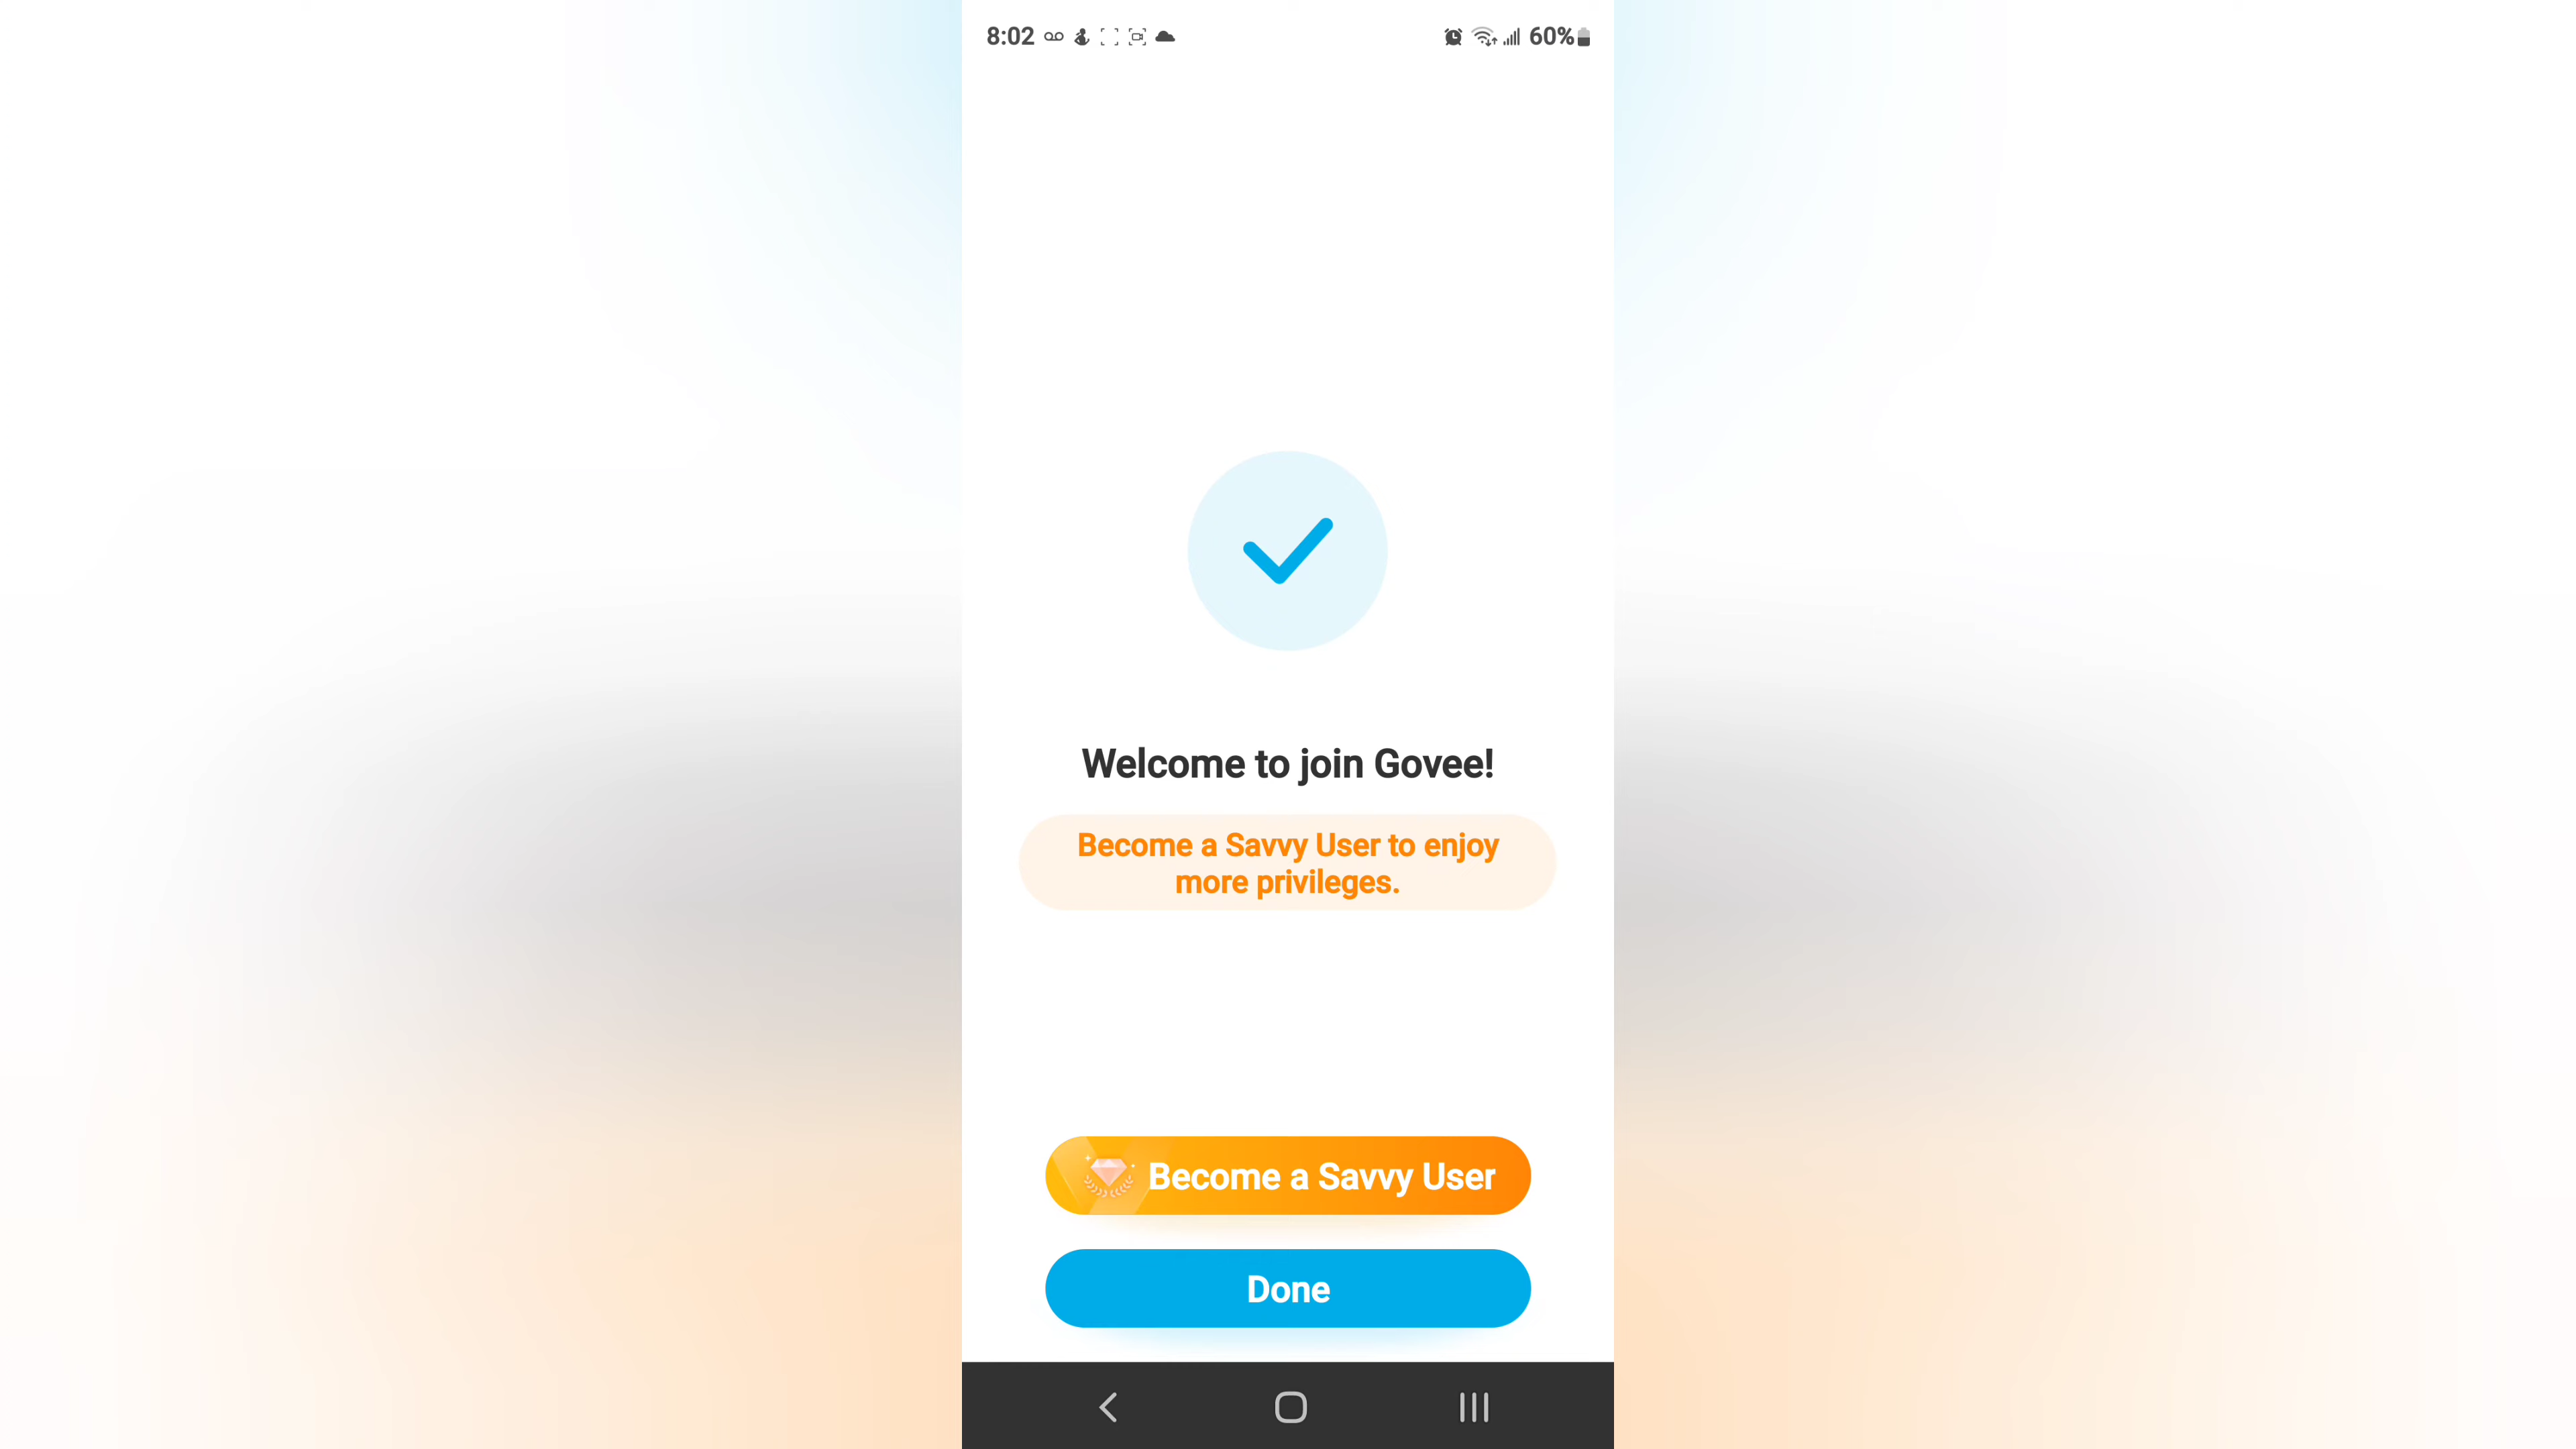 8:02
60%
Welcome to join Govee!
Become a Savvy User to enjoy
more privileges.
Become a Savvy User
Done